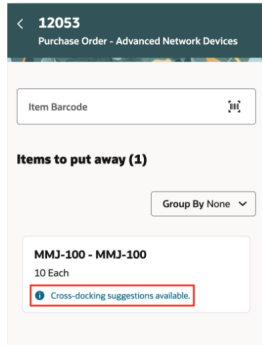 12053
Purchase Order - Advanced Network Devices
Item Barcode
Items to put away (1)
Group By None
MMJ-100 - MMJ-100
10 Each
Cross-docking suggestions available.